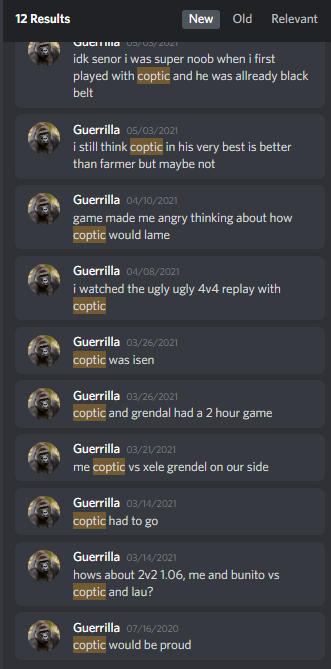 12 Results New Old Relevant
Guerrilla 05/03/2021
idk senor i was super noob when i first
played with coptic and he was allready black
belt
Guerrilla 05/03/2021
i still think coptic in his very best is better
than farmer but maybe not
Guerrilla 04/10/2021
game made me angry thinking about how
coptic would lame
Guerrilla 04/08/2021
i watched the ugly ugly 4v4 replay with
coptic
Guerrilla 03/26/2021
coptic was isen
Guerrilla 03/26/2021
coptic and grendal had a 2 hour game
Guerrilla 03/21/2021
me coptic vs xele grendel on our side
Guerrilla 03/14/2021
coptic had to go
Guerrilla 03/14/2021
hows about 2v2 1.06, me and bunito vs
coptic and lau?
Guerrilla 07/16/2020
coptic would be proud